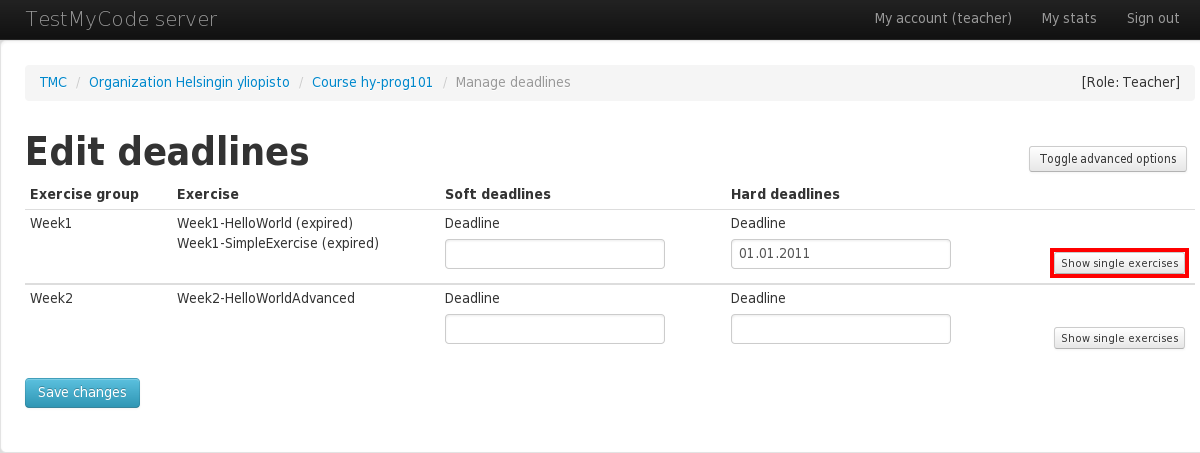 TestMyCode server My account (teacher) My stats Sign out
TMC / Organization Helsingin yliopisto / Course hy-prog101 / Manage deadlines [Role: Teacher]
Edit deadlines
Toggle advanced options
Exercise group Exercise Soft deadlines Hard deadlines
Week1 Week1-HelloWorld (expired) Deadline Deadline
Week1-SimpleExercise (expired)
01.01.2011
Show single exercises
Week2 Week2-HelloWorldAdvanced Deadline Deadline
Show single exercises
Save changes